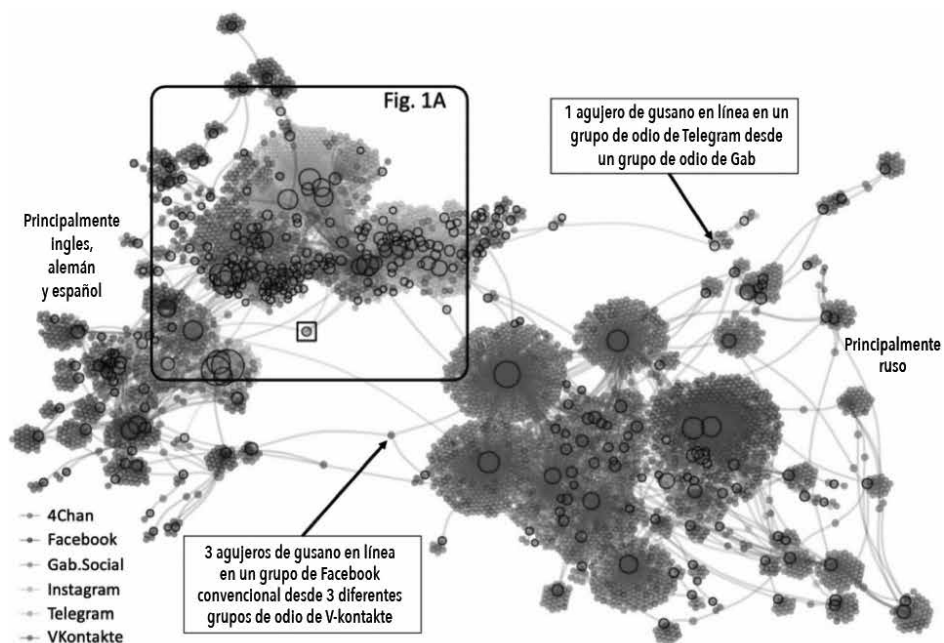 Fig. 1A
1 agujero de gusano en línea en un
grupo de odio de Telegram desde
un grupo de odio de Gab
Principalmente
ingles,
alemán
y español
Principalmente
ruso
4Chan
Facebook
Gab.Social
Instagram
Telegram
VKontakte
3 agujeros de gusano en línea
en un grupo de Facebook
convencional desde 3 diferentes
grupos de odio de V-kontakte